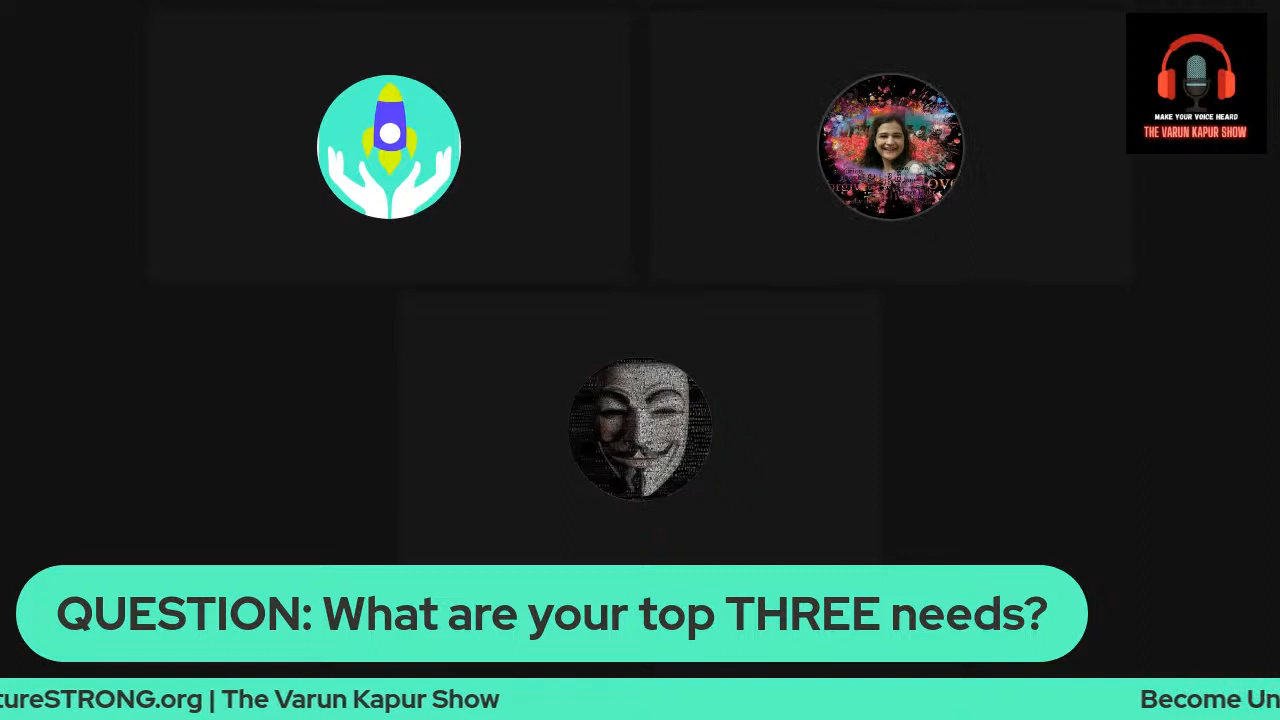 MAKE YOUR VOICE HEARD
THE VARUN KAPUR SHOW
QUESTION: What are your top THREE needs?
tureSTRONG.org | The Varun Kapur Show
Become Un